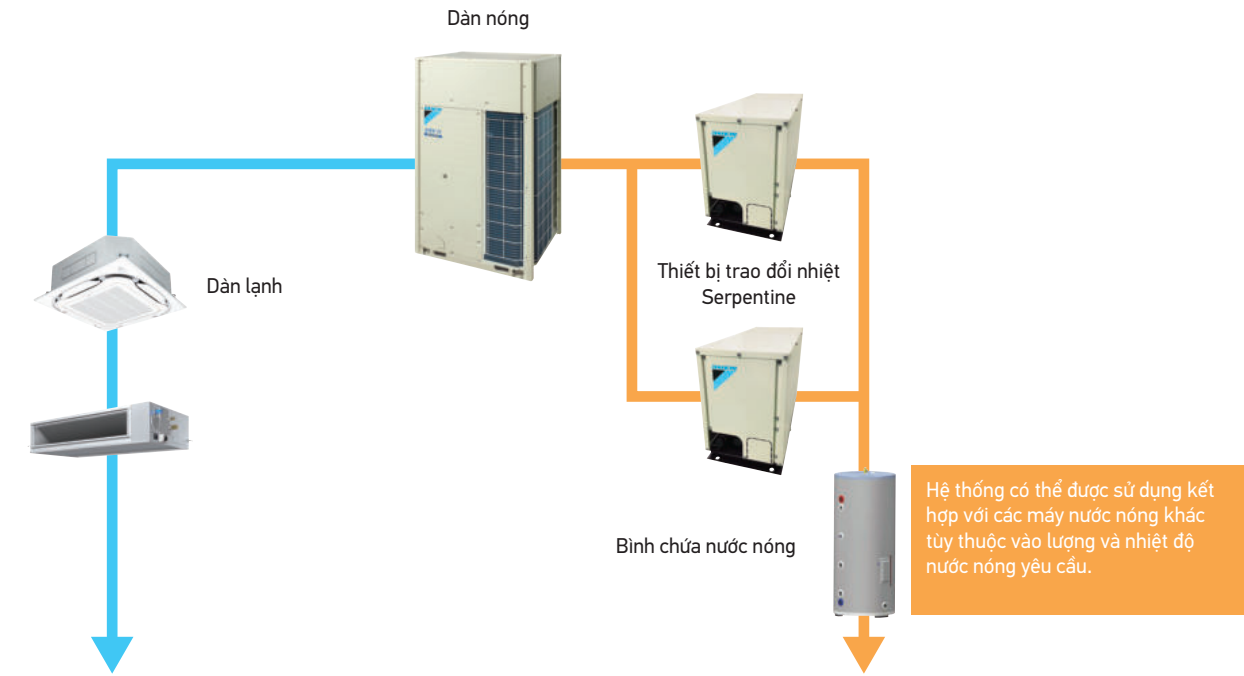 Dàn nóng
Dàn lạnh
Thiết bị trao đổi nhiệt
Serpentine
Bình chứa nước nóng
Hệ thống có thể được sử dụng kết
hợp với các máy nước nóng khác
tùy thuộc vào lượng và nhiệt độ
nước nóng yêu cầu.